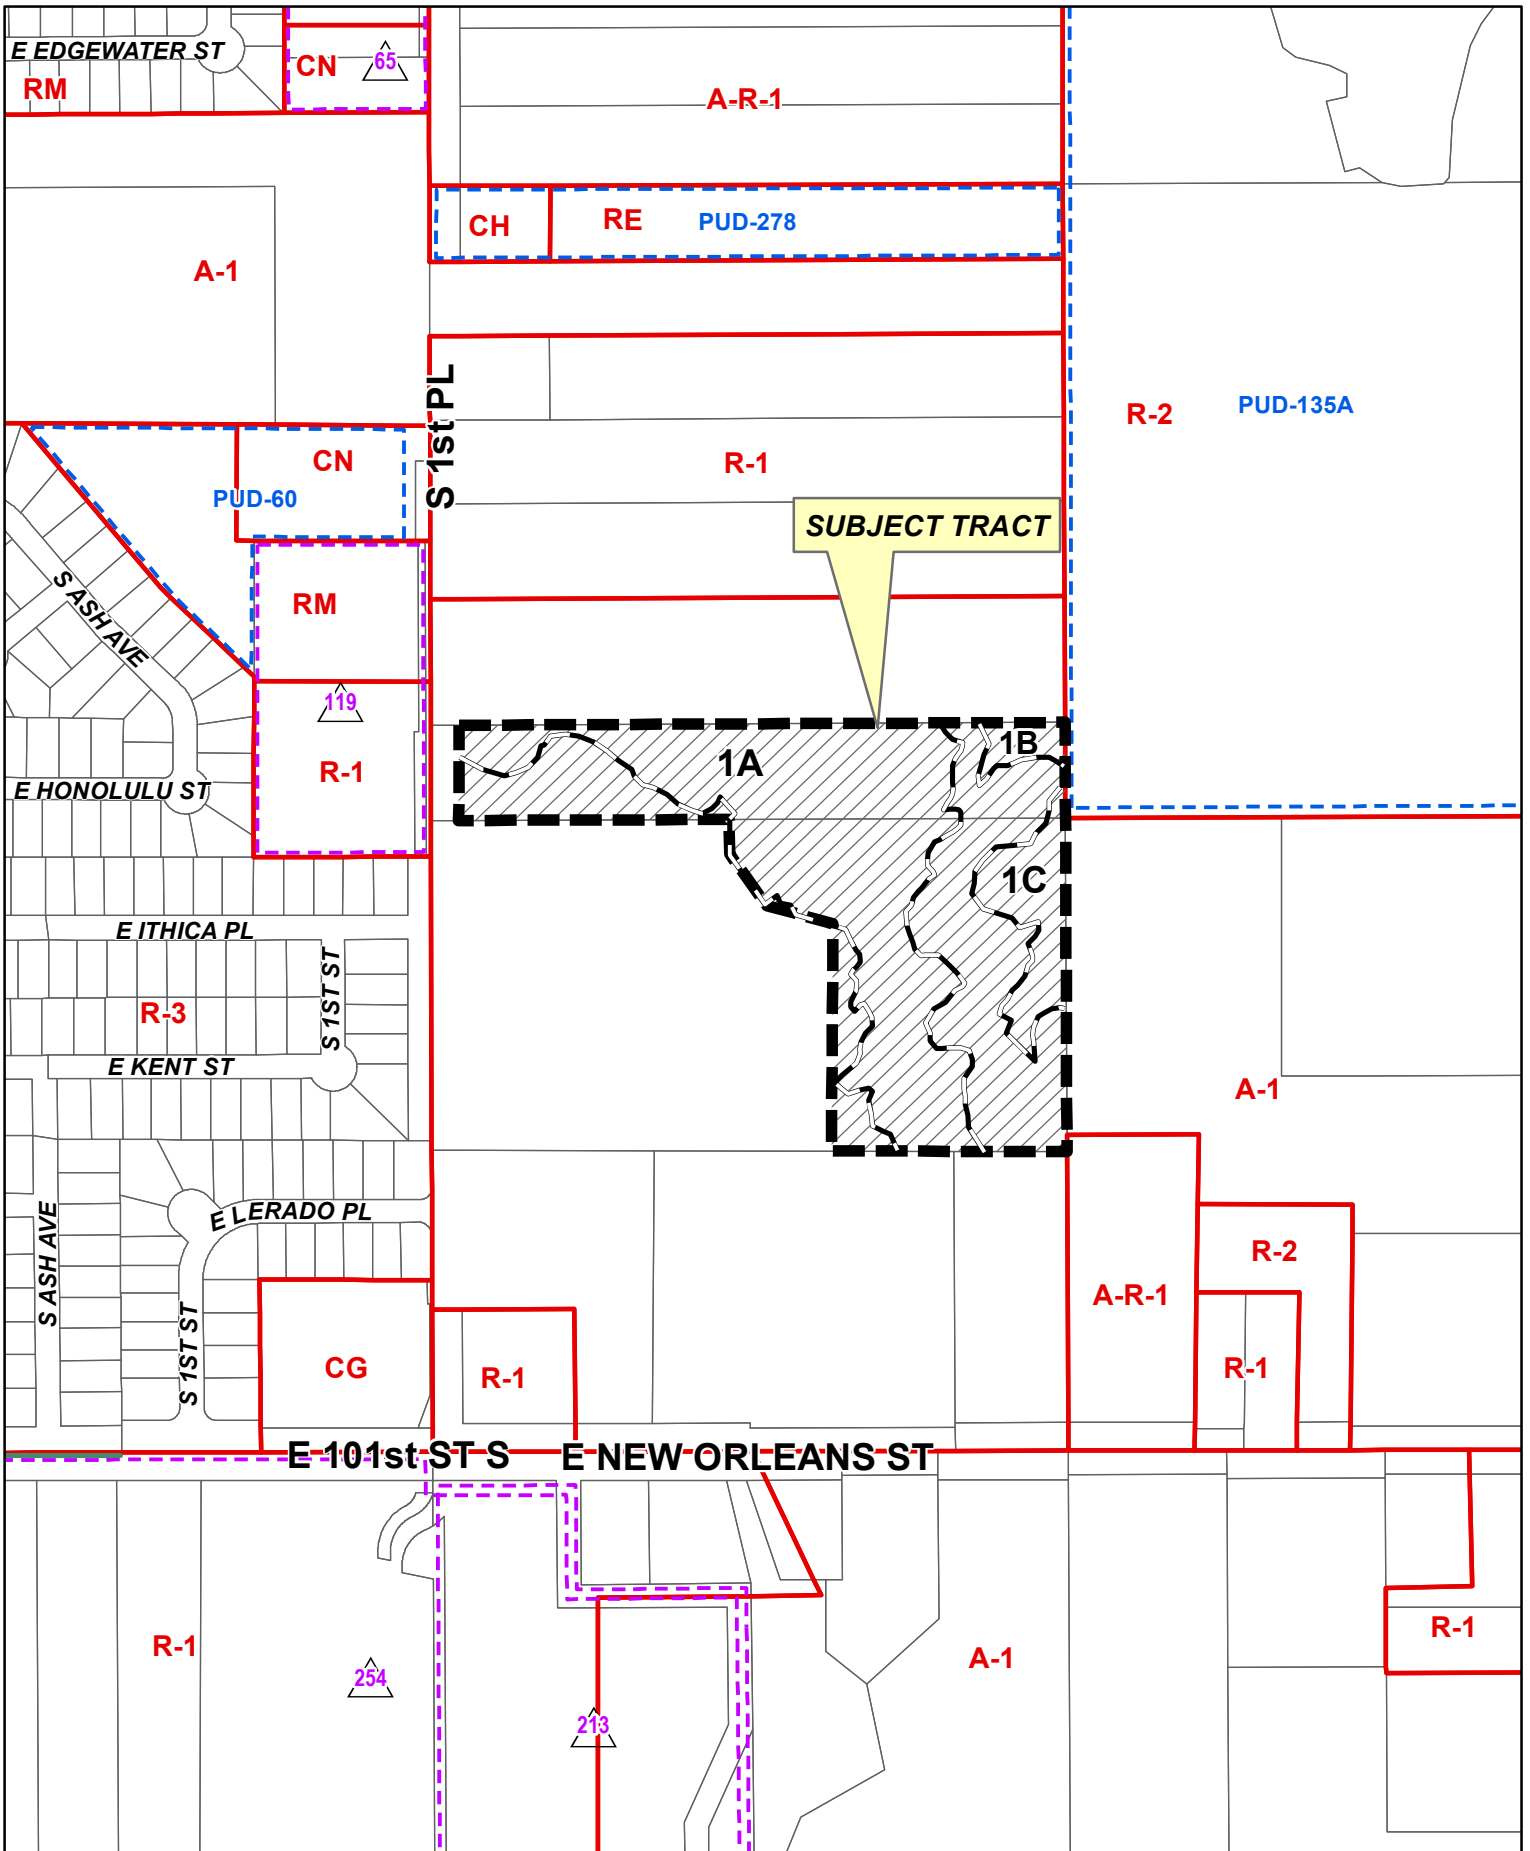 E EDGEWATER ST
RM
CN
65
A-R-1
CH
RE
PUD-278
A-1
S 1st PL
R-2
PUD-135A
CN
PUD-60
R-1
SUBJECT TRACT
S ASH AVE
RM
119
R-1
1A
1B
E HONOLULU ST
1C
E ITHICA PL
S 1ST ST
R-3
E KENT ST
A-1
S ASH AVE
E LERADO PL
R-2
A-R-1
S 1ST ST
CG
R-1
R-1
E 101st ST S
E NEW ORLEANS ST
R-1
254
213
A-1
R-1